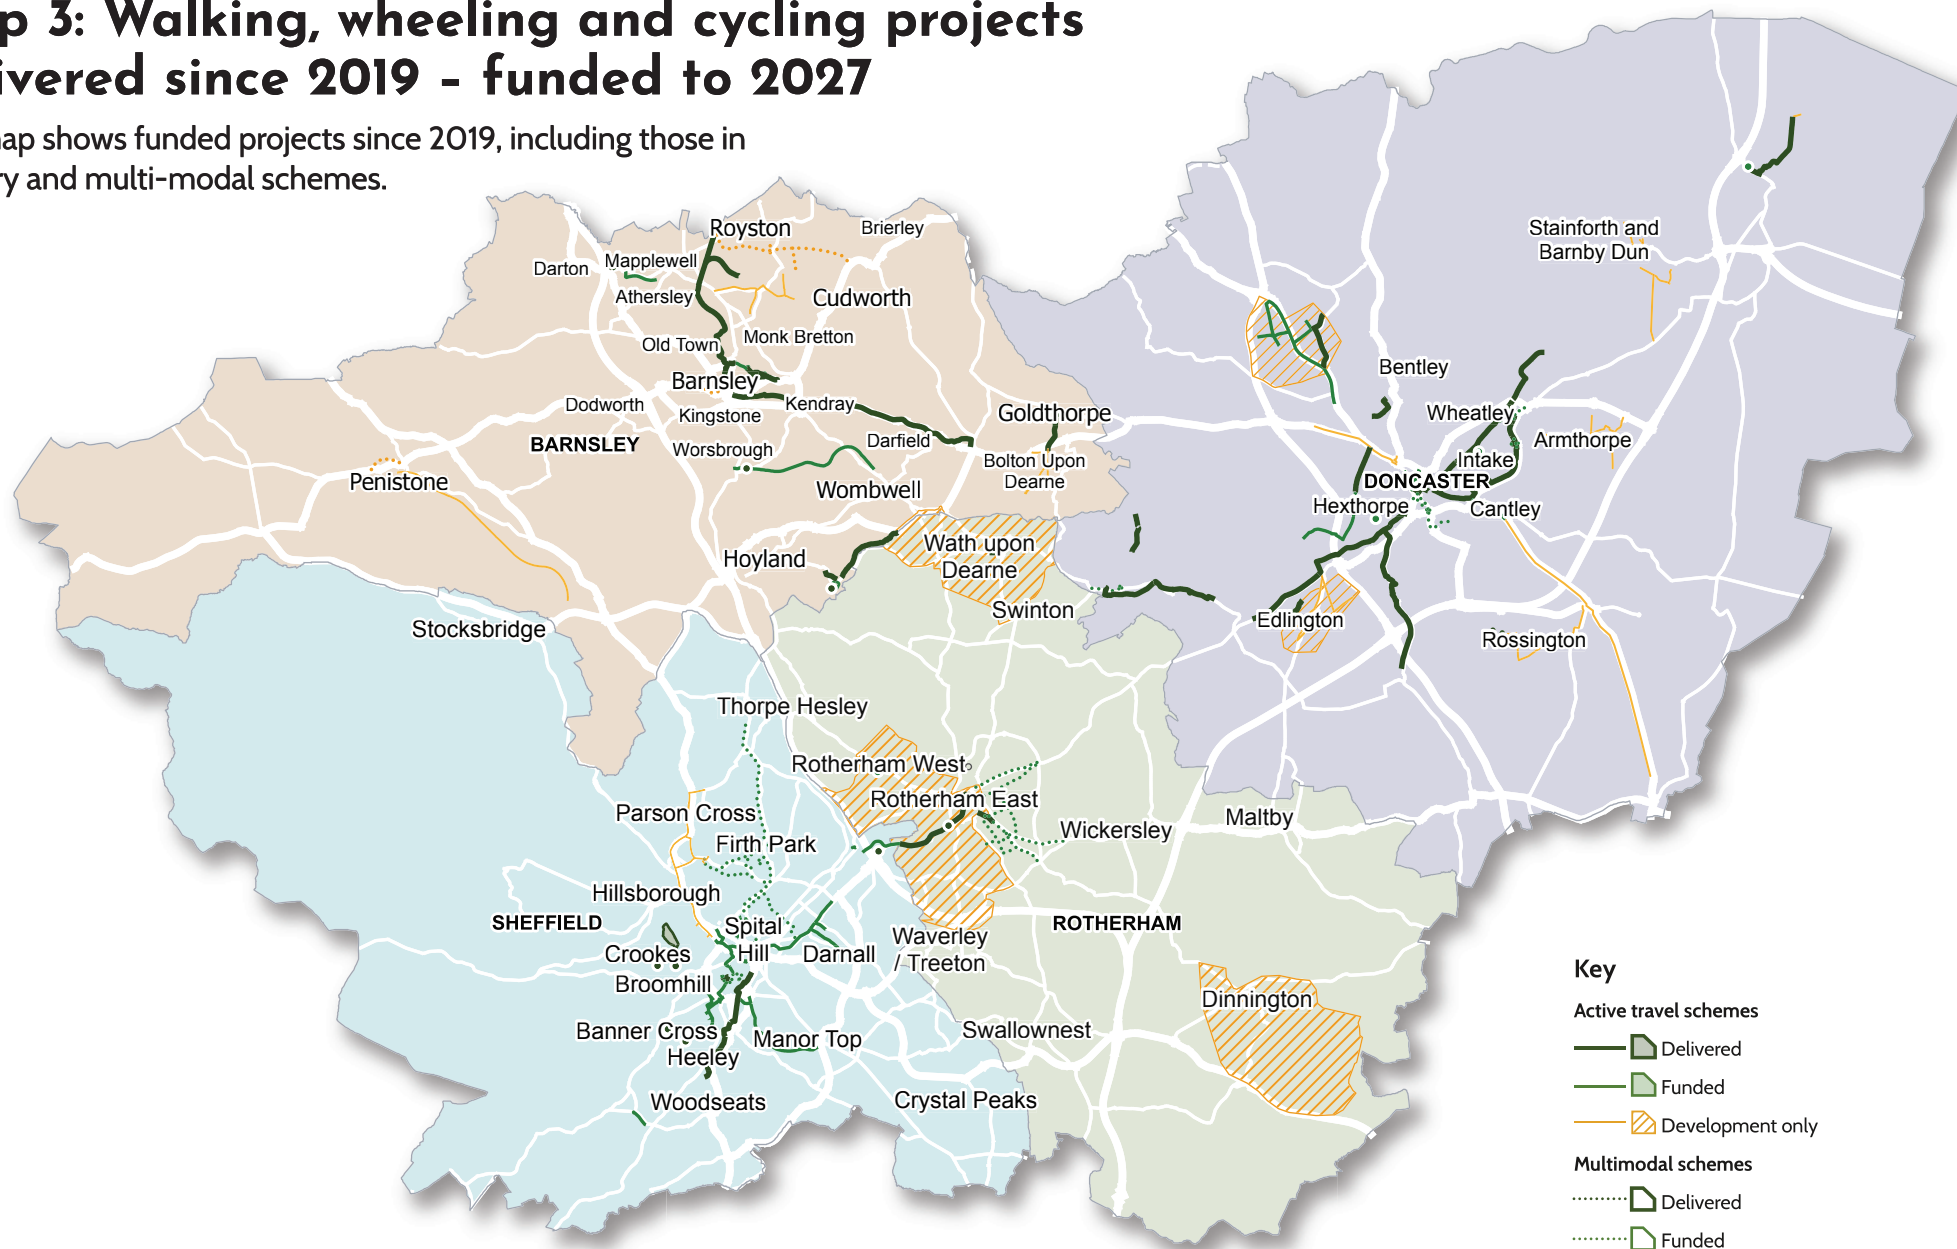 p 3: Walking, wheeling and cycling projects
ivered since 2019 – funded to 2027
ap shows funded projects since 2019, including those in
ry and multi-modal schemes.
Royston
Brierley
Stainforth and
Barnby Dun
Darton
Mapplewell
Athersley
Cudworth
Old Town
Monk Bretton
Barnsley
Bentley
Dodworth
Kingstone
Kendray
Goldthorpe
Wheatley
BARNSLEY
Worsbrough
Darfield
Armthorpe
Bolton Upon
Dearne
Intake
Penistone
Wombwell
DONCASTER
Hexthorpe
Cantley
Hoyland
Wath upon
Dearne
Swinton
Edlington
Stocksbridge
Rossington
Thorpe Hesley
Rotherham West
Rotherham East
Parson Cross
Wickersley
Maltby
Firth Park
Hillsborough
SHEFFIELD
Spital
Hill
ROTHERHAM
Crookes
Darnall
Waverley
/ Treeton
Broomhill
Dinnington
Banner Cross
Manor Top
Swallownest
Heeley
Woodseats
Crystal Peaks
Key
Active travel schemes
Delivered
Funded
Development only
Multimodal schemes
Delivered
Funded